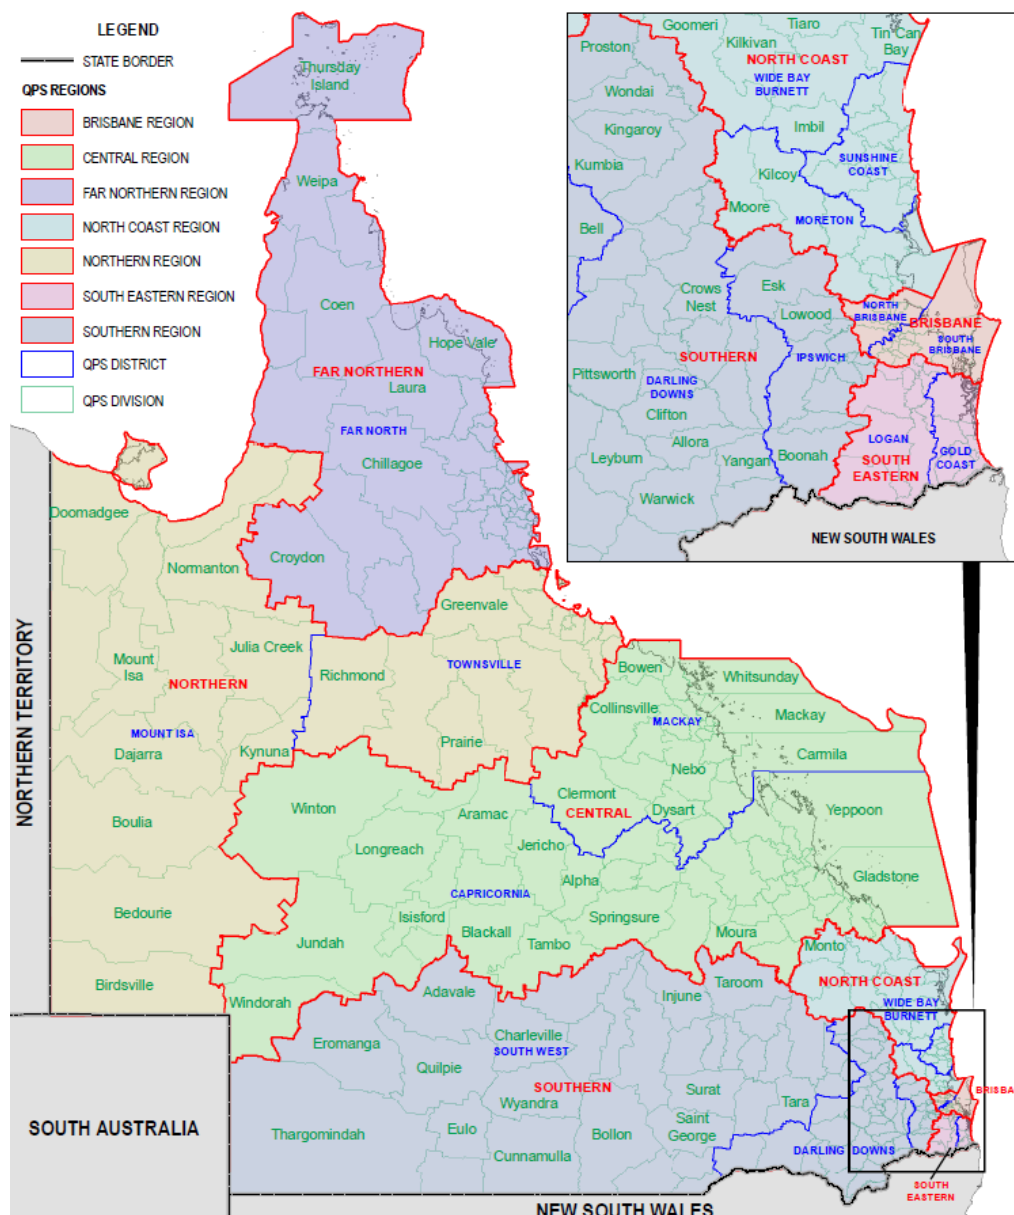 LEGEND
STATE BORDER
QPS REGIONS
BRISBANE REGION
CENTRAL REGION
FAR NORTHERN REGION
NORTH COAST REGION
NORTHERN REGION
SOUTH EASTERN REGION
SOUTHERN REGION
QPS DISTRICT
QPS DIVISION
Thursday
Island
Weipa
Coen
Hope Vale
FAR NORTHERN
Laura
FAR NORTH
Chillagoe
Croydon
Doomadgee
Normanton
Greenvale
Julia Creek
Mount
Isa
NORTHERN
Richmond
TOWNSVILLE
MOUNT ISA
Dajarra
Kynuna
Prairie
Boulia
Bedourie
Birdsville
NORTHERN TERRITORY
Bowen
Whitsunday
Collinsville
MACKAY
Mackay
Carmila
Nebo
Clermont
CENTRAL
Dysart
Yeppoon
Winton
Aramac
Longreach
Jericho
Alpha
Gladstone
CAPRICORNIA
Isisford
Blackall
Springsure
Jundah
Tambo
Moura
Windorah
Monto
NORTH COAST
WIDE BAY
BURNETT
Adavale
Injune
Taroom
Eromanga
Charleville
SOUTH WEST
Quilpie
SOUTHERN
Wyandra
Surat
Tara
Thargomindah
Eulo
Bollon
Saint
George
Cunnamulla
DARLING DOWNS
BRISBA
SOUTH
EASTERN
SOUTH AUSTRALIA
NEW SOUTH WALES
Goomeri
Tiaro
Proston
Kilkivan
Tin Can
Bay
NORTH COAST
WIDE BAY
BURNETT
Wondai
Kingaroy
Imbil
Kumbia
SUNSHINE
COAST
Kilcoy
Moore
MORETON
Bell
Crows
Nest
Esk
Lowood
NORTH
BRISBANE
BRISBANE
SOUTH
BRISBANE
SOUTHERN
IPSWICH
Pittsworth
DARLING
DOWNS
Clifton
Allora
LOGAN
SOUTH
EASTERN
GOLD
COAST
Leyburn
Yangan
Boonah
Warwick
NEW SOUTH WALES